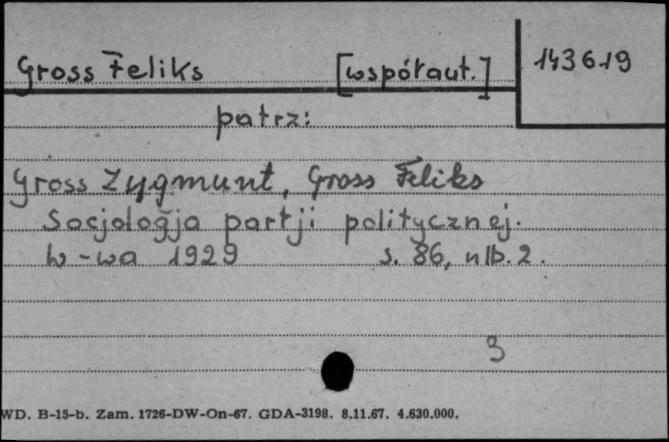 Gross Feliks [współaut.] 143619
patrz:
Gross Zygmunt, Gross Feliks
Socjologja partji politycznej.
W-wa 1929 s. 86, nlb. 2.
3
WD. B-15-b. Zam. 1726-DW-On-67. GDA-3198. 8.11.67. 4.630.000.